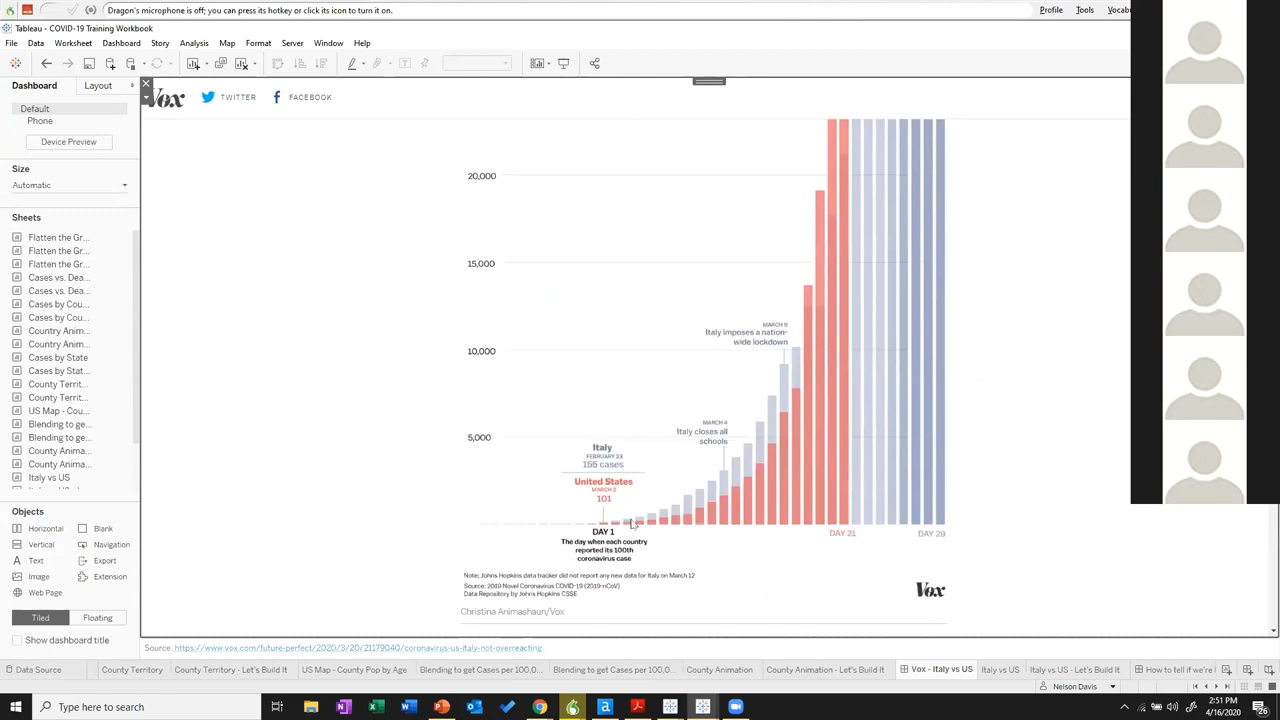 Dragon's microphone is off; you can press its hotkey or click its icon to turn it on.
Profile Tools Vocabu
Tableau - COVID-19 Training Workbook
File Data Worksheet Dashboard Story Analysis Map Format Server Window Help
Dashboard Layout
Default
Phone
Device Preview
Size
Automatic
Sheets
Flatten the Gr...
Flatten the Gr...
Flatten the Gr...
Cases vs. Dea...
Cases vs. Dea...
Cases by Cou...
Cases by Cou...
Country Anim...
Country Anim...
Cases by State
Cases by Stat...
County Territ...
County Territ...
US Map - Cou...
Blending to ge...
Blending to ge...
County Anima...
County Anima...
Italy vs US
Objects
Horizontal Blank
Vertical Navigation
Text Export
Image Extension
Web Page
Tiled Floating
Show dashboard title
Vox TWITTER FACEBOOK
20,000
15,000
10,000
5,000
MARCH 9
Italy imposes a nation-
wide lockdown
MARCH 4
Italy closes all
schools
Italy
FEBRUARY 23
155 cases
United States
MARCH 2
101
DAY 1
The day when each country
reported its 100th
coronavirus case
DAY 21
DAY 29
Note: Johns Hopkins data tracker did not report any new data for Italy on March 12
Source: 2019 Novel Coronavirus COVID-19 (2019-nCoV)
Data Repository by Johns Hopkins CSSE
Vox
Christina Animashaun/Vox
Source: https://www.vox.com/future-perfect/2020/3/20/21179040/coronavirus-us-italy-not-overreacting
Data Source County Territory County Territory - Let's Build It US Map - County Pop by Age Blending to get Cases per 100,0... Blending to get Cases per 100,0... County Animation County Animation - Let's Build It Vox - Italy vs US Italy vs US Italy vs US - Let's Build It How to tell if we're
Nelson Davis
Type here to search
2:51 PM
4/16/2020
26